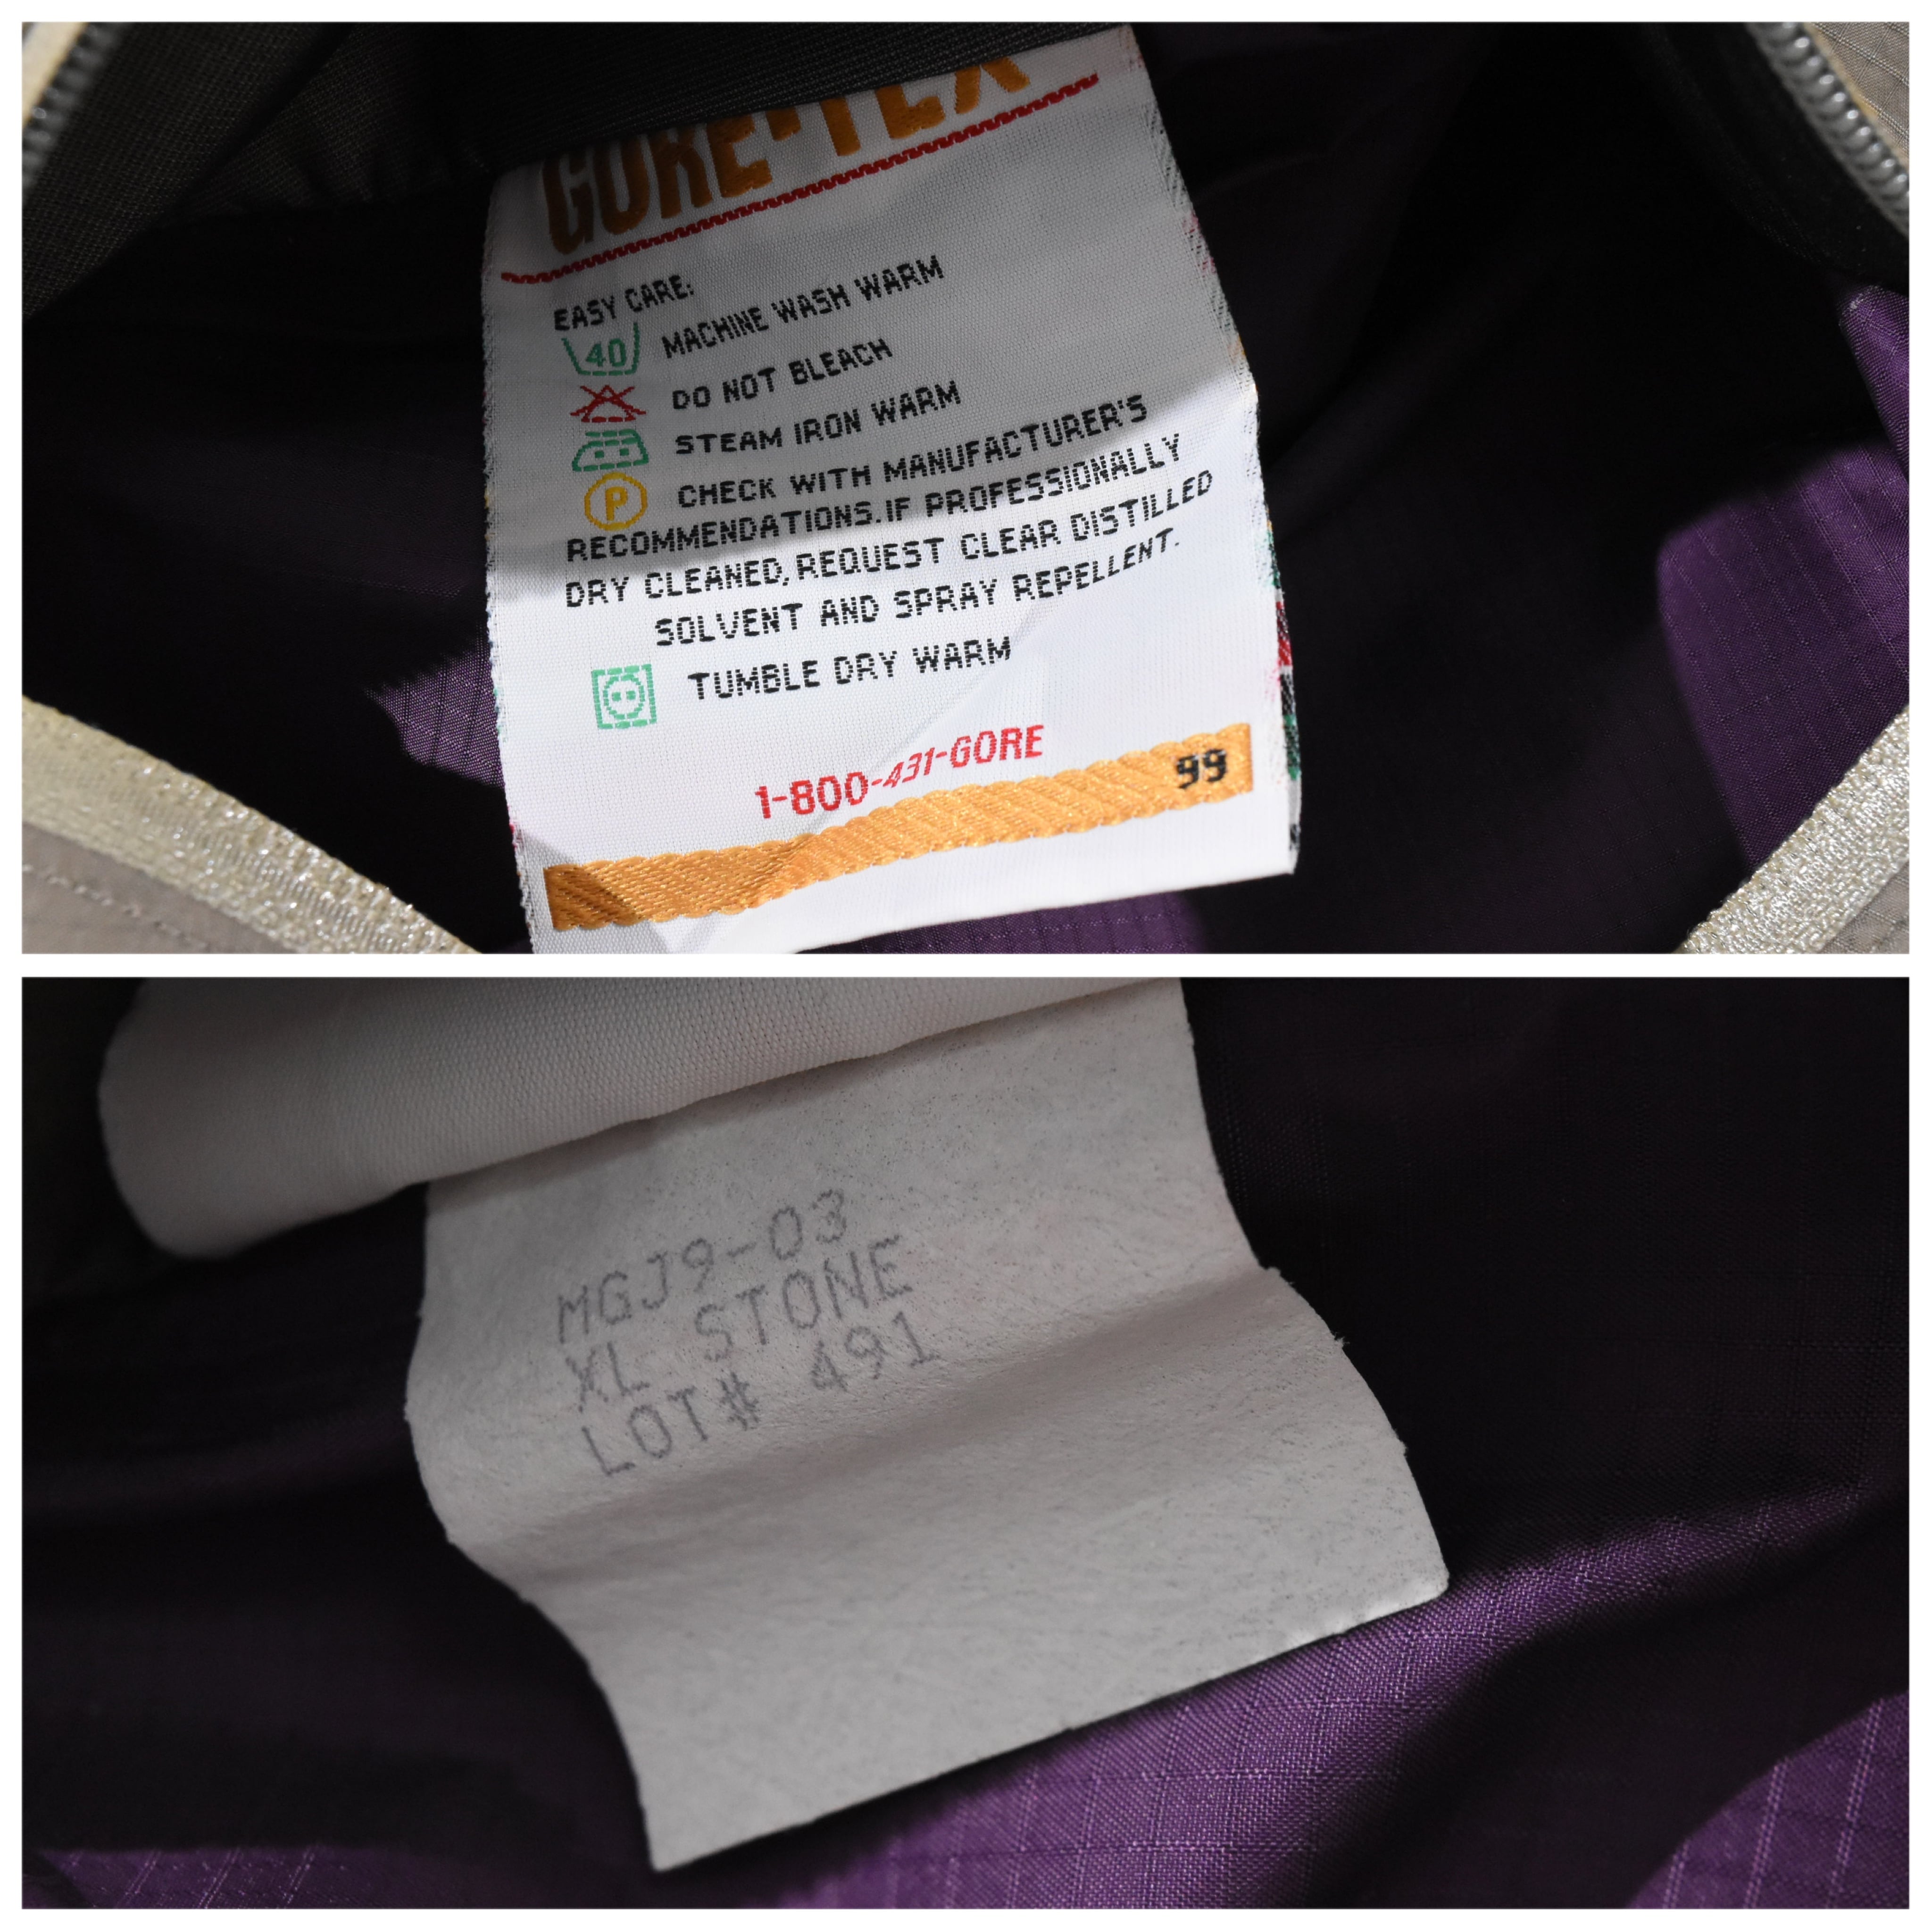 GORE-TEX
EASY CARE:
40 MACHINE WASH WARM
DO NOT BLEACH
STEAM IRON WARM
P CHECK WITH MANUFACTURER'S
RECOMMENDATIONS.IF PROFESSIONALLY
DRY CLEANED, REQUEST CLEAR DISTILLED
SOLVENT AND SPRAY REPELLENT.
TUMBLE DRY WARM
1-800-431-GORE
99
MGJ9-03
XL STONE
LOT# 491